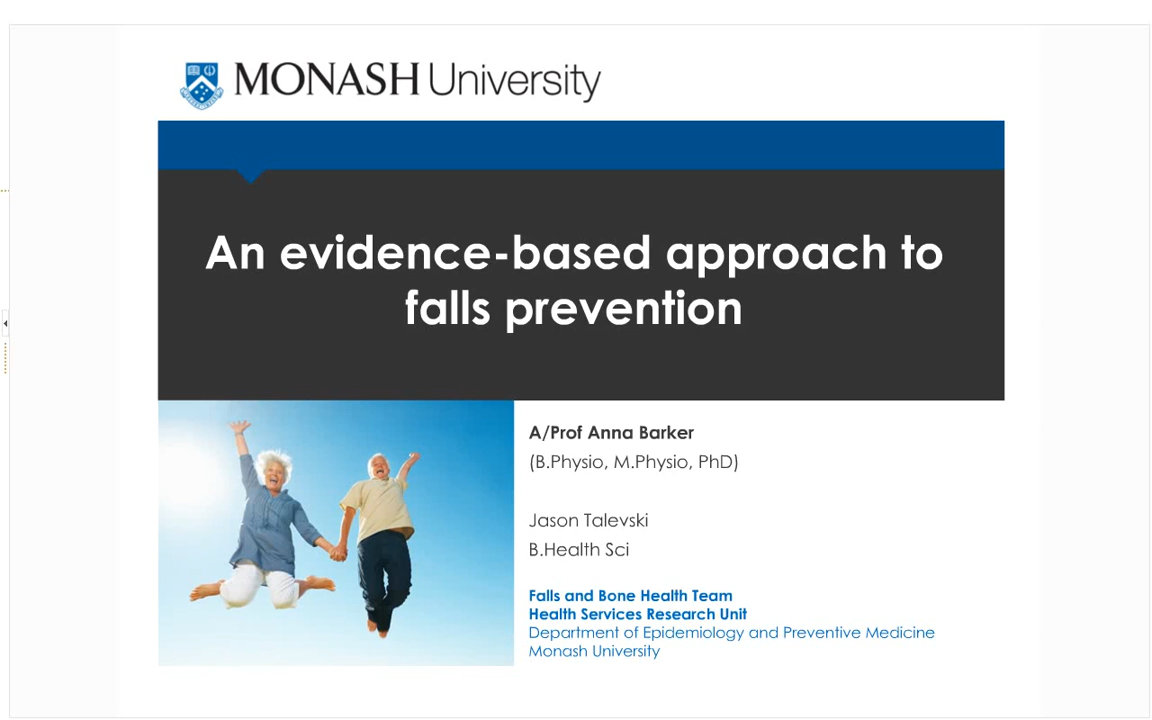 MONASH University
An evidence-based approach to
falls prevention
A/Prof Anna Barker
(B.Physio, M.Physio, PhD)
Jason Talevski
B.Health Sci
Falls and Bone Health Team
Health Services Research Unit
Department of Epidemiology and Preventive Medicine
Monash University